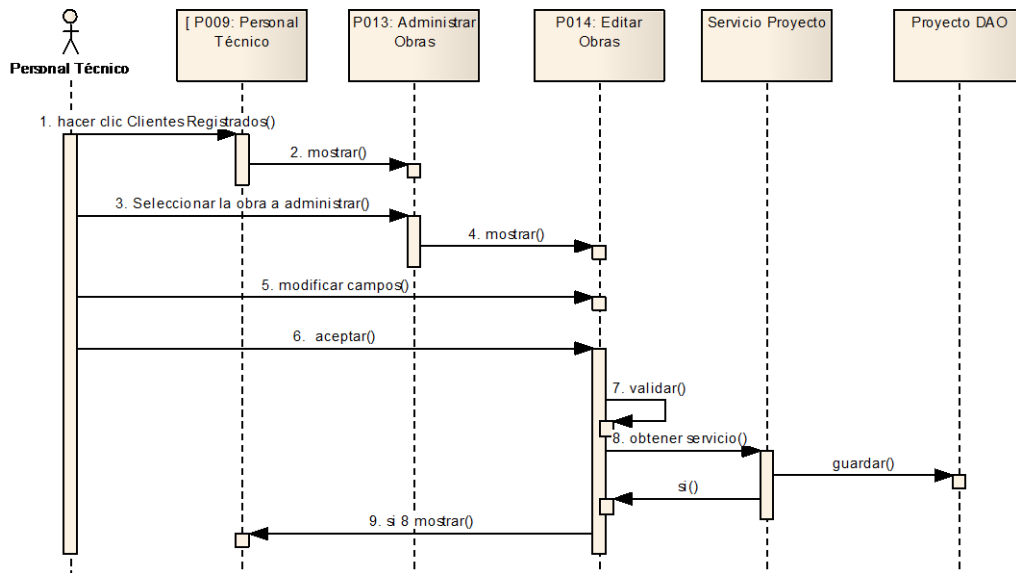 [ P009: Personal
Técnico
P013: Administrar
Obras
P014: Editar
Obras
Servicio Proyecto
Proyecto DAO
Personal Técnico
1. hacer clic Clientes Registrados()
2. mostrar()
3. Seleccionar la obra a administrar()
4. mostrar()
5. modificar campos()
6. aceptar()
7. validar()
8. obtener servicio()
guardar()
si()
9. si 8 mostrar()